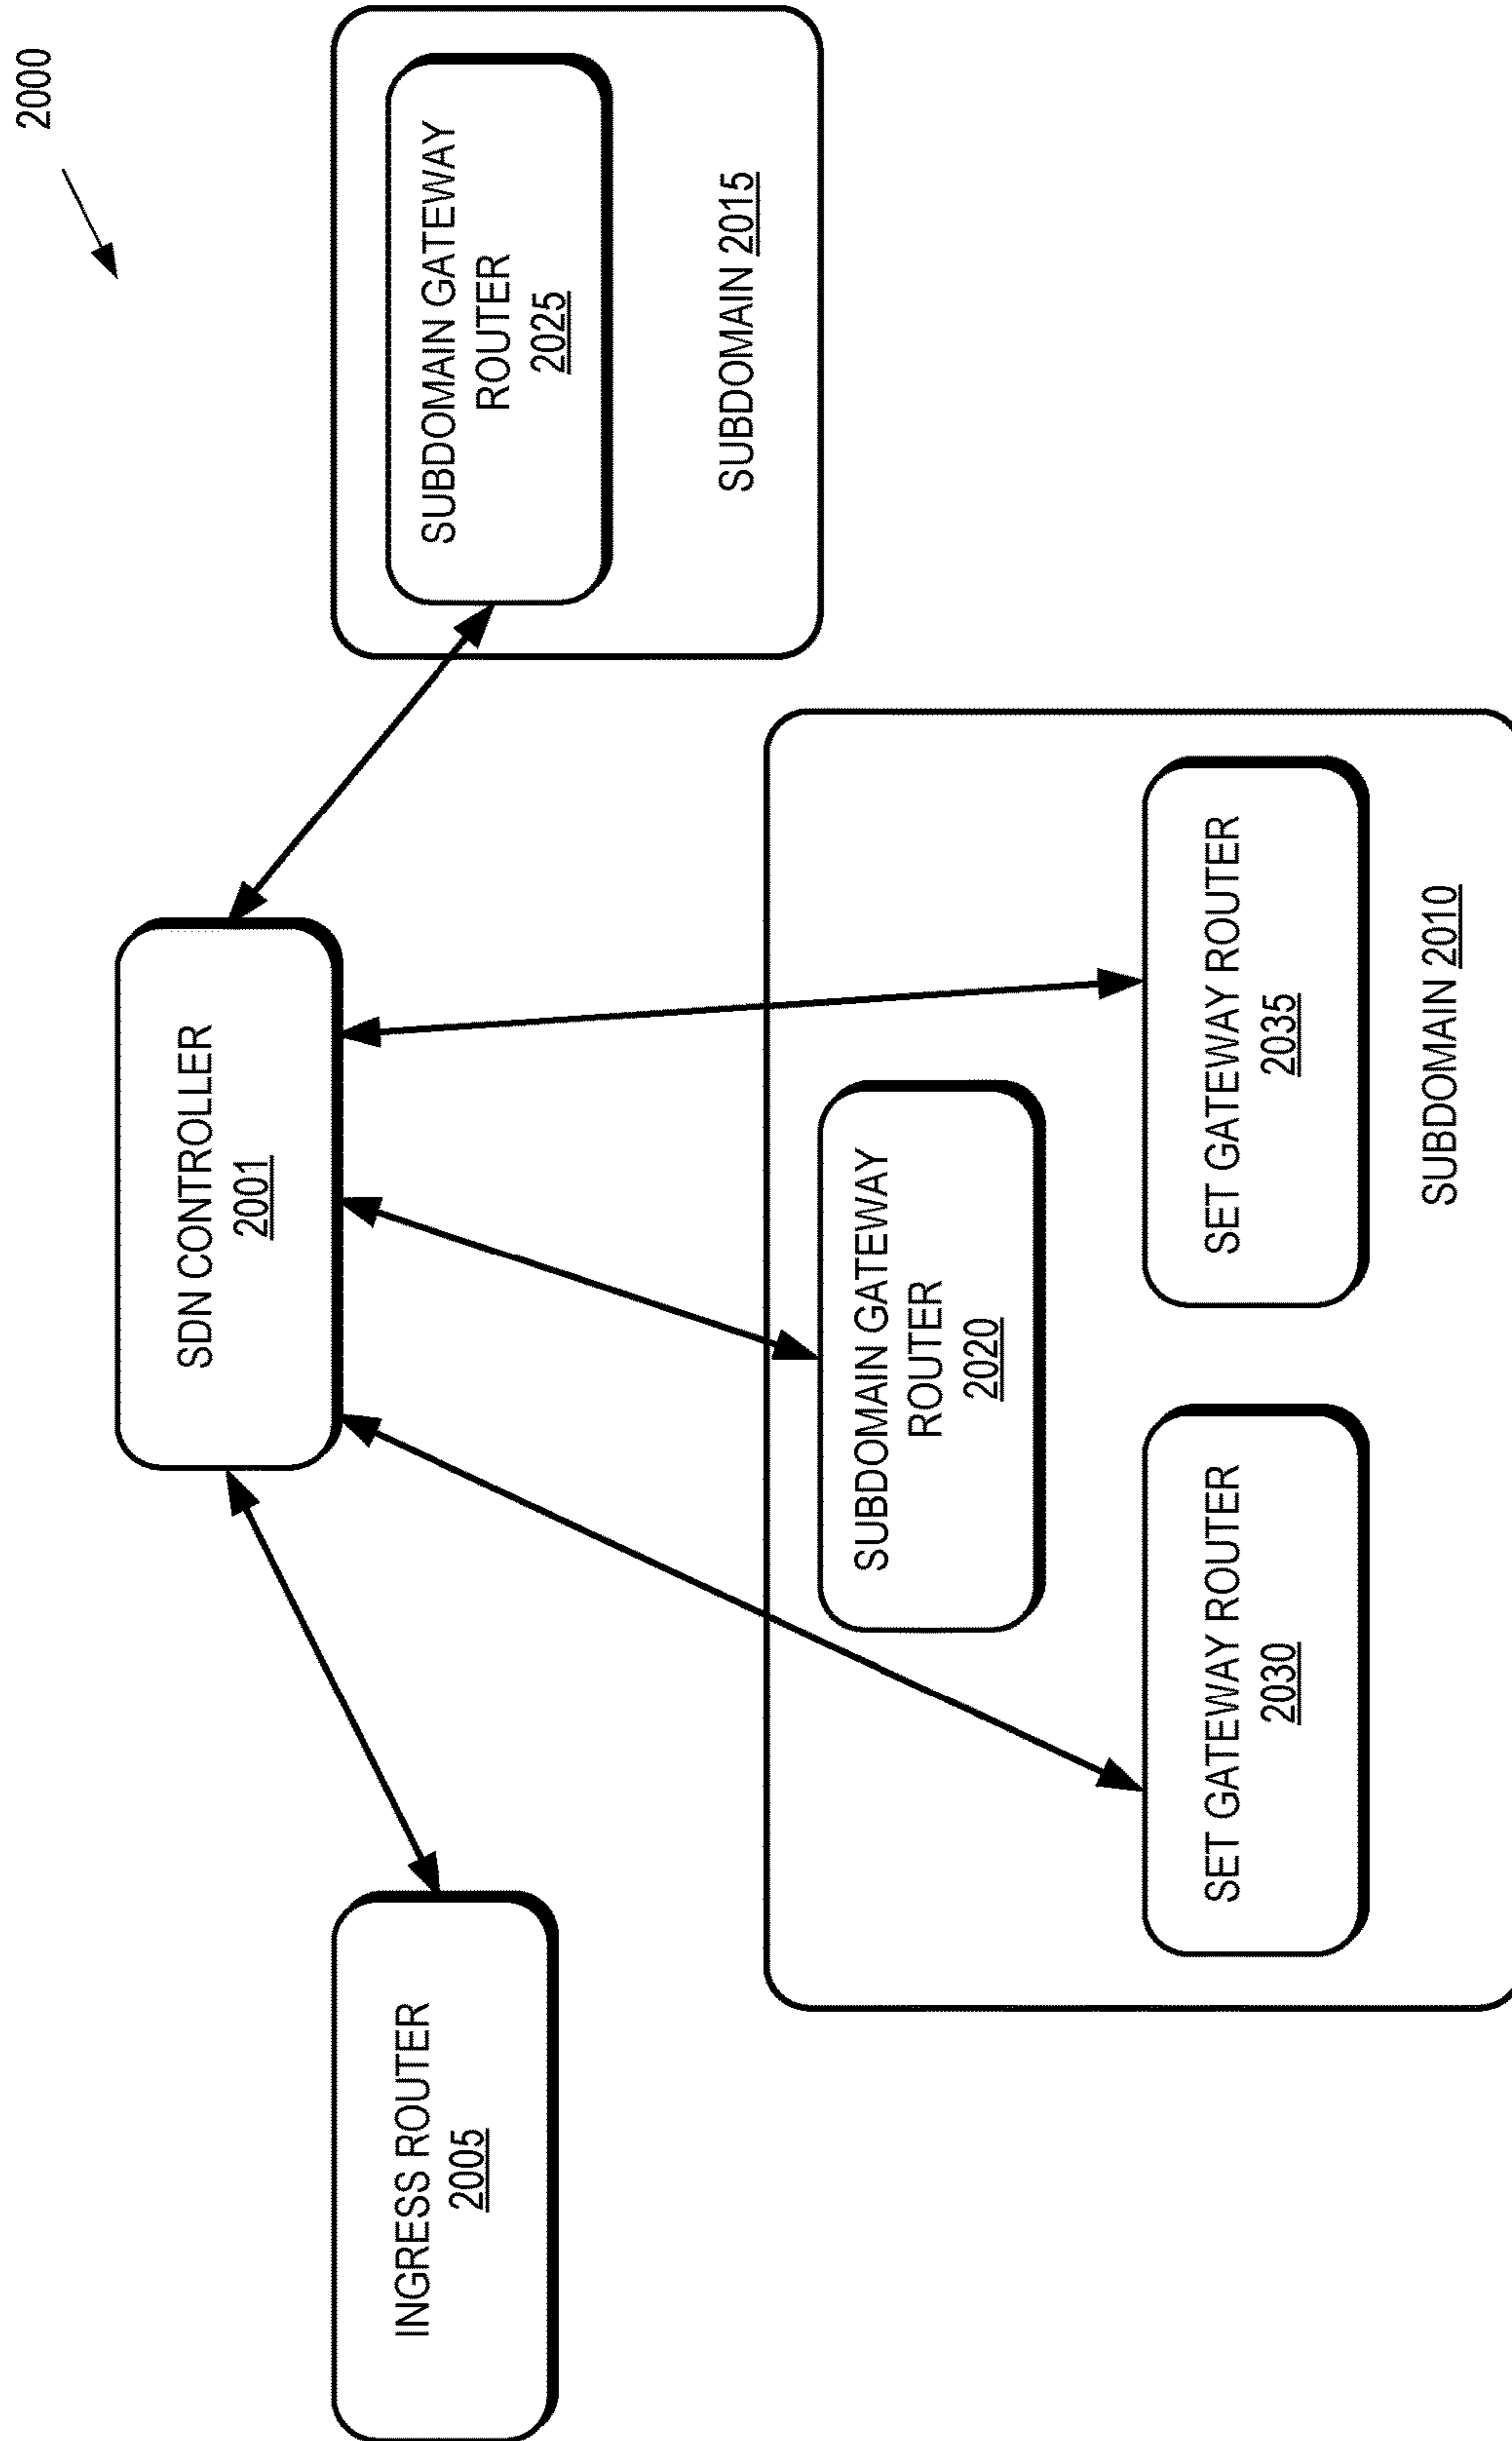 2000
SDN CONTROLLER
2001
INGRESS ROUTER
2005
SUBDOMAIN GATEWAY
ROUTER
2025
SUBDOMAIN 2015
SUBDOMAIN GATEWAY
ROUTER
2020
SET GATEWAY ROUTER
2030
SET GATEWAY ROUTER
2035
SUBDOMAIN 2010